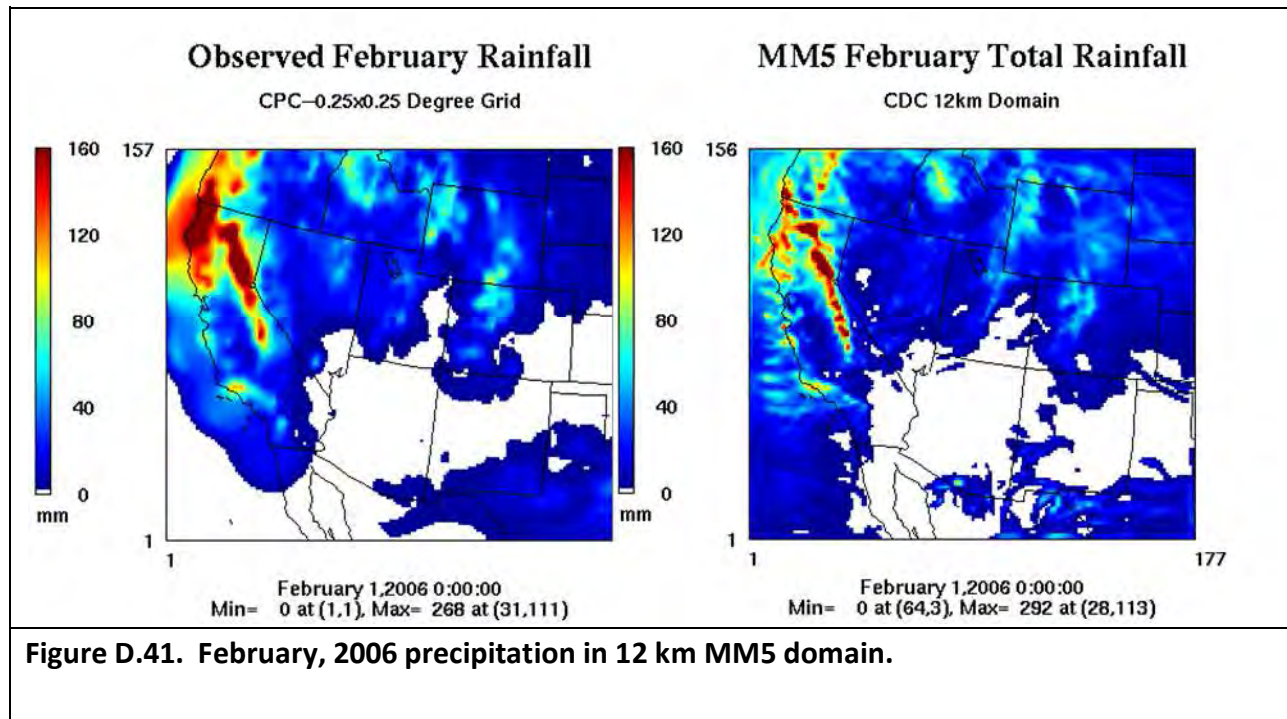 Observed February Rainfall
CPC−0.25x0.25 Degree Grid
160
157
120
80
40
0
mm
1
1
February 1,2006 0:00:00
Min= 0 at (1,1), Max= 268 at (31,111)
MM5 February Total Rainfall
CDC 12km Domain
160
156
120
80
40
0
mm
1
1
177
February 1,2006 0:00:00
Min= 0 at (64,3), Max= 292 at (28,113)
Figure D.41. February, 2006 precipitation in 12 km MM5 domain.